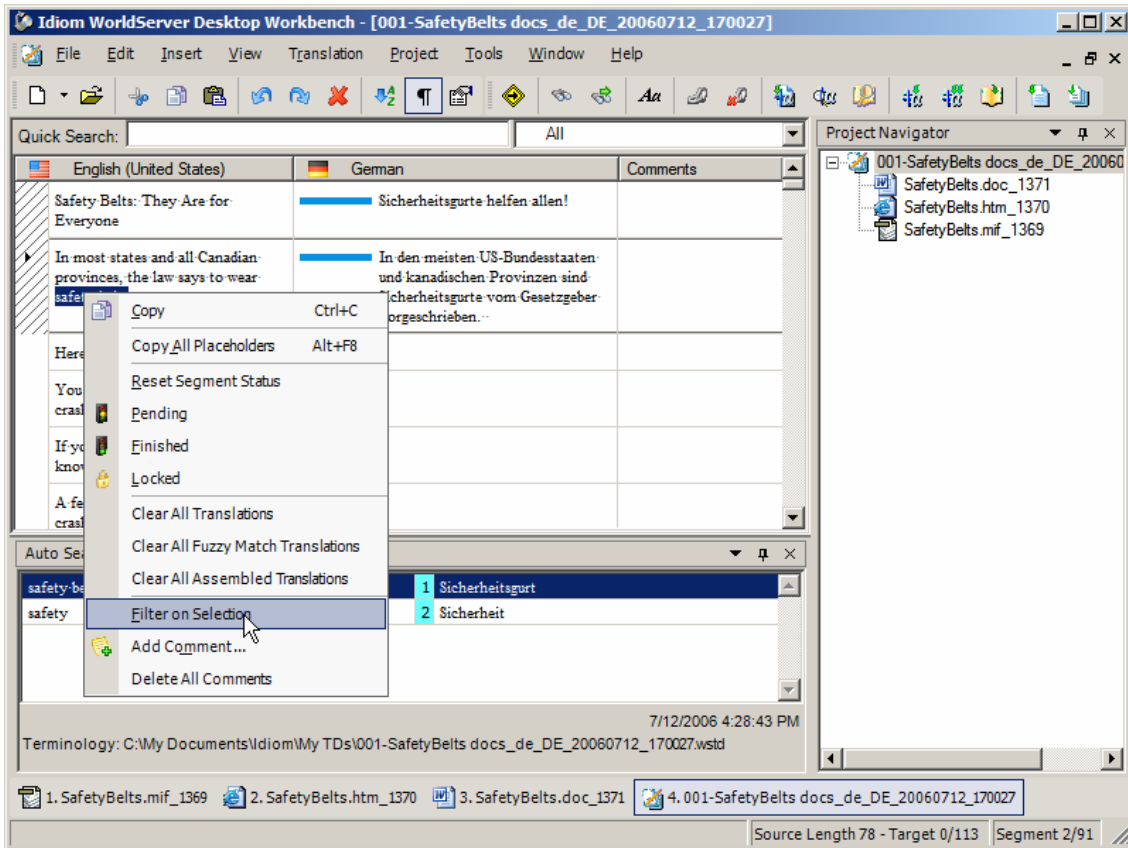 Idiom WorldServer Desktop Workbench - [001-SafetyBelts docs_de_DE_20060712_170027]
File Edit Insert View Translation Project Tools Window Help
Quick Search: All
English (United States) German Comments
Safety Belts: They Are for
Everyone
Sicherheitsgurte helfen allen!
In most states and all Canadian
provinces, the law says to wear
In den meisten US-Bundesstaaten
und kanadischen Provinzen sind
Sicherheitsgurte vom Gesetzgeber
vorgeschrieben.
Here
You
If yo
A fe
Copy Ctrl+C
Copy All Placeholders Alt+F8
Reset Segment Status
Pending
Finished
Locked
Clear All Translations
Clear All Fuzzy Match Translations
Clear All Assembled Translations
Filter on Selection
Add Comment...
Delete All Comments
Auto Sea
safety be 1 Sicherheitsgurt
safety 2 Sicherheit
7/12/2006 4:28:43 PM
Terminology: C:\My Documents\Idiom\My TDs\001-SafetyBelts docs_de_DE_20060712_170027.wstd
Project Navigator
001-SafetyBelts docs_de_DE_20060
SafetyBelts.doc_1371
SafetyBelts.htm_1370
SafetyBelts.mif_1369
1. SafetyBelts.mif_1369 2. SafetyBelts.htm_1370 3. SafetyBelts.doc_1371 4. 001-SafetyBelts docs_de_DE_20060712_170027
Source Length 78 - Target 0/113 Segment 2/91